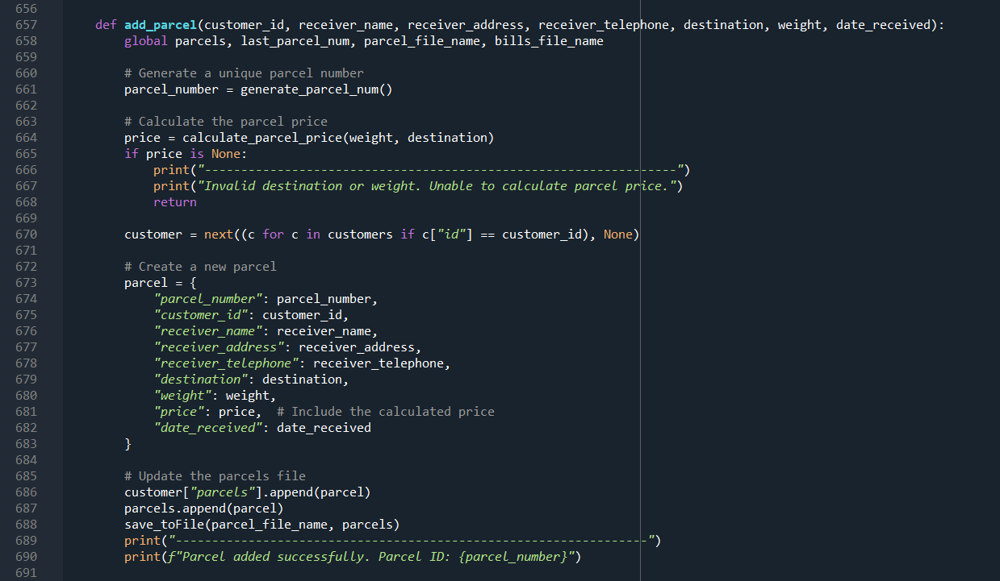 656
657 def add_parcel(customer_id, receiver_name, receiver_address, receiver_telephone, destination, weight, date_received):
658 global parcels, last_parcel_num, parcel_file_name, bills_file_name
659
660 # Generate a unique parcel number
661 parcel_number = generate_parcel_num()
662
663 # Calculate the parcel price
664 price = calculate_parcel_price(weight, destination)
665 if price is None:
666 print("-----------------------------------------------------------------")
667 print("Invalid destination or weight. Unable to calculate parcel price.")
668 return
669
670 customer = next((c for c in customers if c["id"] == customer_id), None)
671
672 # Create a new parcel
673 parcel = {
674 "parcel_number": parcel_number,
675 "customer_id": customer_id,
676 "receiver_name": receiver_name,
677 "receiver_address": receiver_address,
678 "receiver_telephone": receiver_telephone,
679 "destination": destination,
680 "weight": weight,
681 "price": price,  # Include the calculated price
682 "date_received": date_received
683 }
684
685 # Update the parcels file
686 customer["parcels"].append(parcel)
687 parcels.append(parcel)
688 save_toFile(parcel_file_name, parcels)
689 print("-----------------------------------------------------------------")
690 print(f"Parcel added successfully. Parcel ID: {parcel_number}")
691